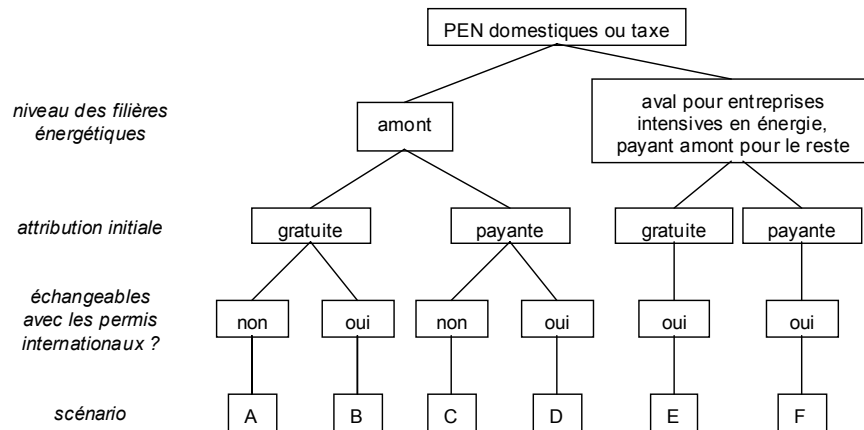 PEN domestiques ou taxe
niveau des filières
énergétiques
amont
aval pour entreprises
intensives en énergie,
payant amont pour le reste
attribution initiale
gratuite
payante
gratuite
payante
échangeables
avec les permis
internationaux ?
non
oui
non
oui
oui
oui
scénario
A
B
C
D
E
F